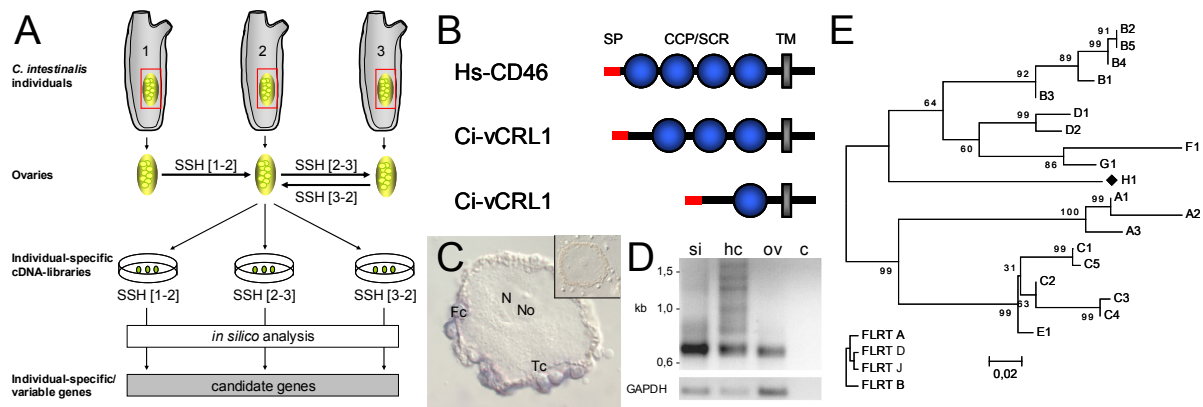 A
C. intestinalis
individuals
1
2
3
Ovaries
SSH [1-2]
SSH [2-3]
SSH [3-2]
Individual-specific
cDNA-libraries
SSH [1-2]
SSH [2-3]
SSH [3-2]
in silico analysis
Individual-specific/
variable genes
candidate genes
B
SP
CCP/SCR
TM
Hs-CD46
Ci-vCRL1
Ci-vCRL1
C
N
No
Fc
Tc
D
si
hc
ov
c
1,5
kb
1,0
0,6
GAPDH
E
91
B2
99
B5
B4
89
B1
92
B3
64
99
D1
D2
60
F1
86
G1
H1
99
A1
A2
100
A3
99
C1
C5
31
C2
63
C3
99
C4
99
E1
FLRT A
FLRT D
FLRT J
FLRT B
0,02